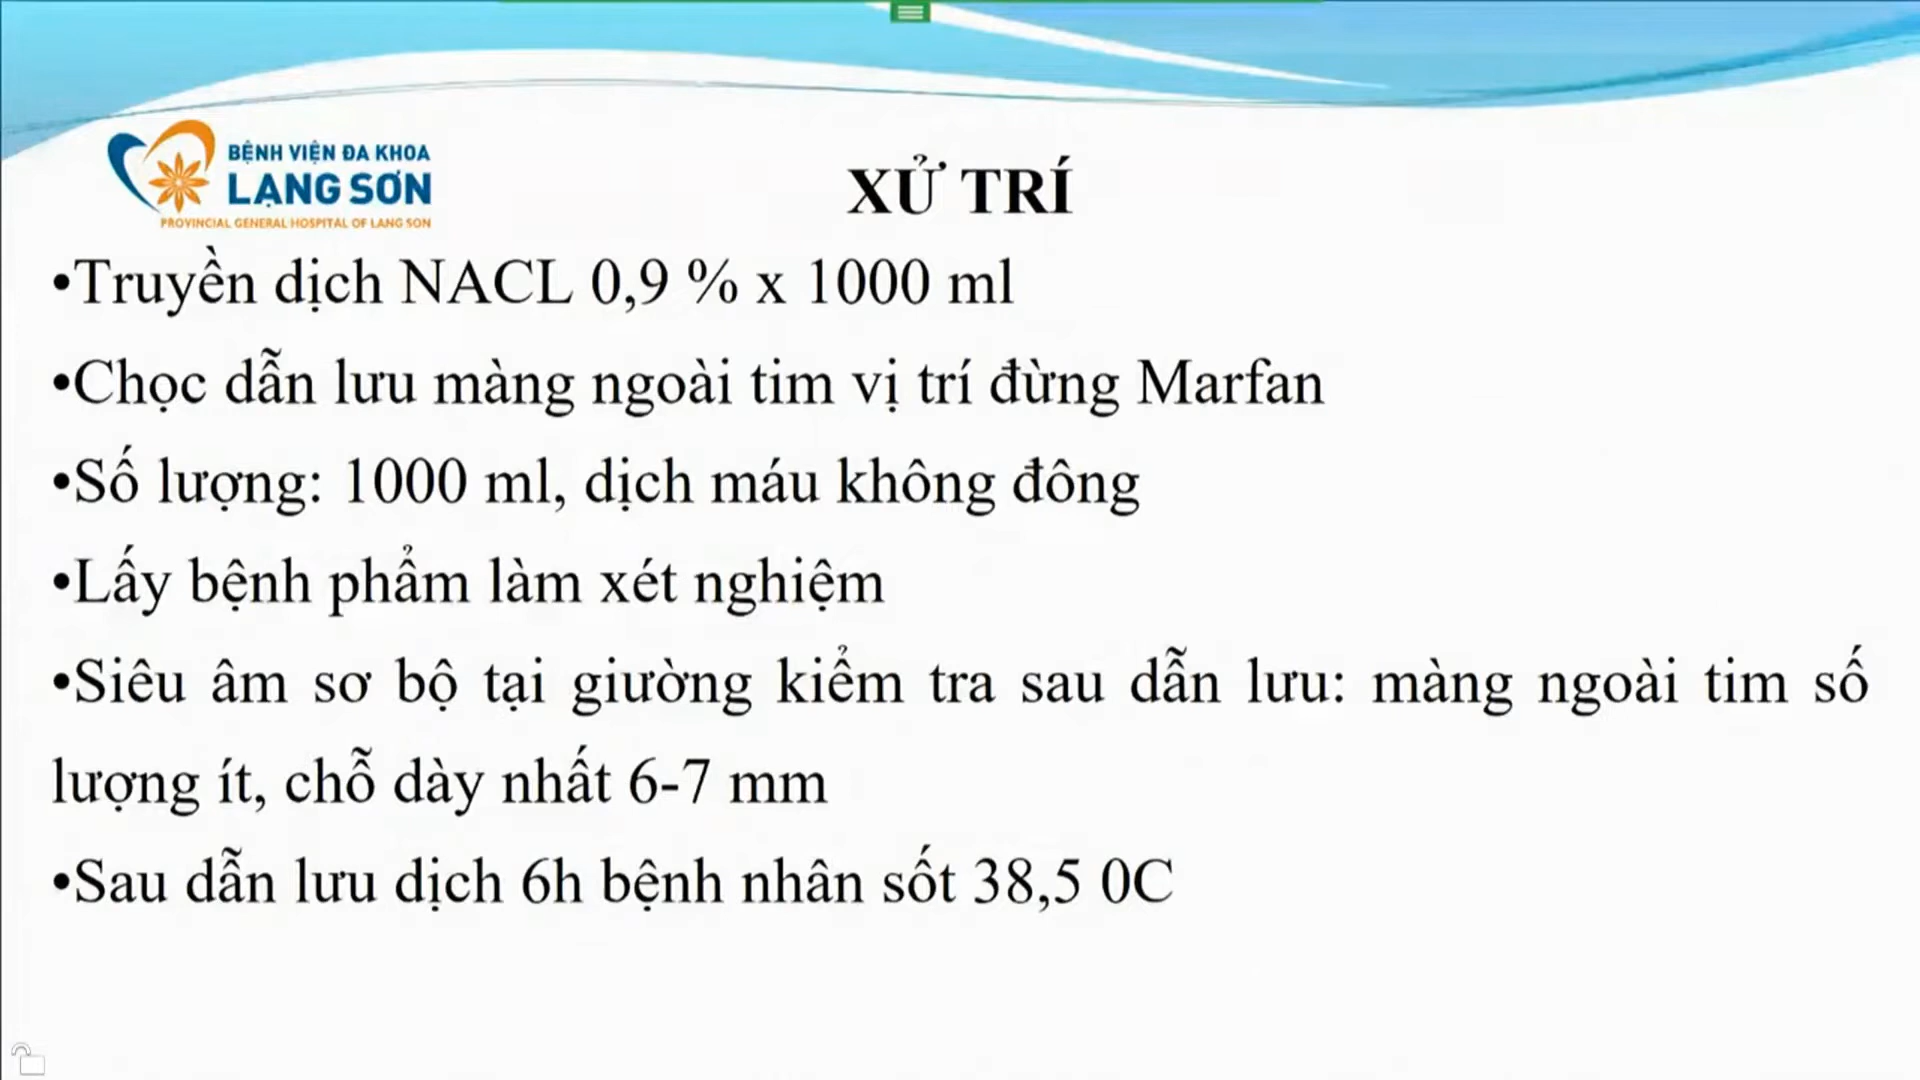 BỆNH VIỆN ĐA KHOA
LẠNG SƠN
PROVINCIAL GENERAL HOSPITAL OF LANG SON
XỬ TRÍ
•Truyền dịch NACL 0,9 % x 1000 ml
•Chọc dẫn lưu màng ngoài tim vị trí đừng Marfan
•Số lượng: 1000 ml, dịch máu không đông
•Lấy bệnh phẩm làm xét nghiệm
•Siêu âm sơ bộ tại giường kiểm tra sau dẫn lưu: màng ngoài tim số
lượng ít, chỗ dày nhất 6-7 mm
•Sau dẫn lưu dịch 6h bệnh nhân sốt 38,5 0C